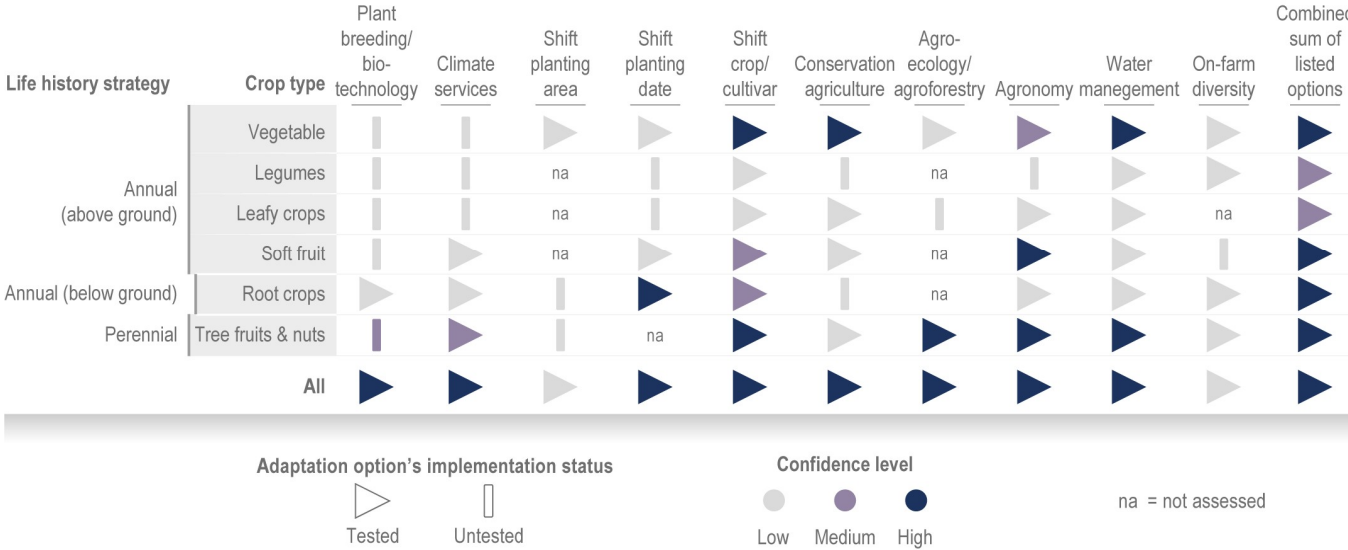 Life history strategy
Crop type
Plant
breeding/
bio-
technology
Climate
services
Shift
planting
area
Shift
planting
date
Shift
crop/
cultivar
Conservation
agriculture
Agro-
ecology/
agroforestry
Agronomy
Water
manegement
On-farm
diversity
Combined
sum of
listed
options
Annual
(above ground)
Vegetable
Legumes
na
na
Leafy crops
na
na
Soft fruit
na
na
Annual (below ground)
Root crops
na
Perennial
Tree fruits & nuts
na
All
Adaptation option's implementation status
Tested
Untested
Confidence level
Low
Medium
High
na = not assessed